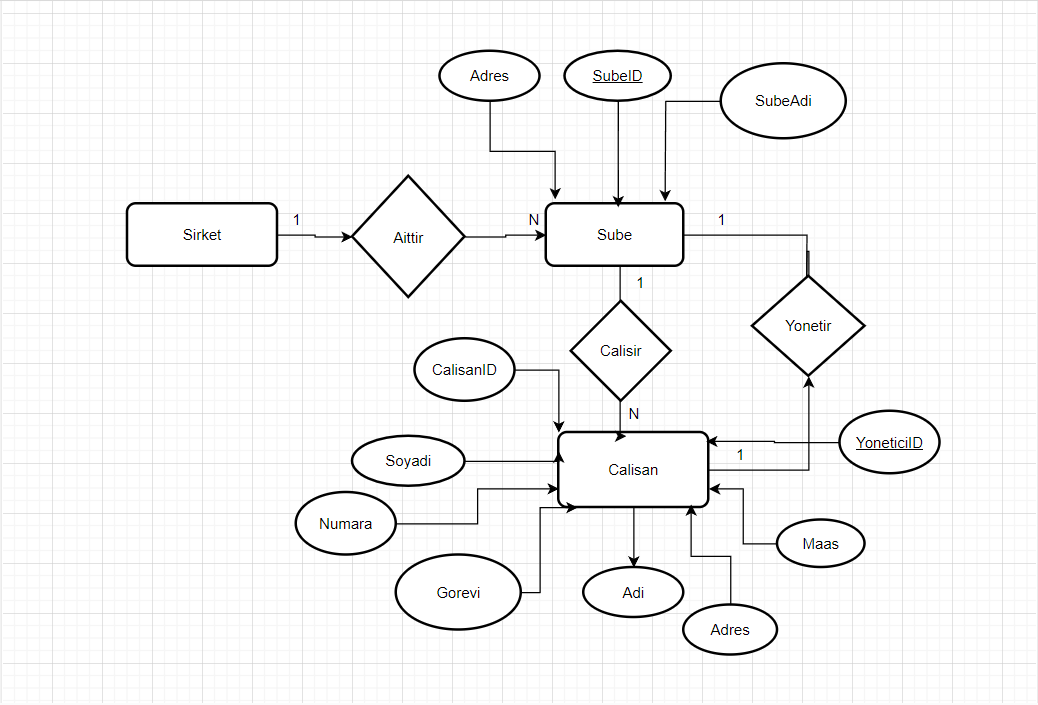 Adres
SubeID
SubeAdi
Sirket
1
Aittir
N
Sube
1
1
Calisir
Yonetir
CalisanID
N
Soyadi
Calisan
1
YoneticiID
Numara
Maas
Gorevi
Adi
Adres